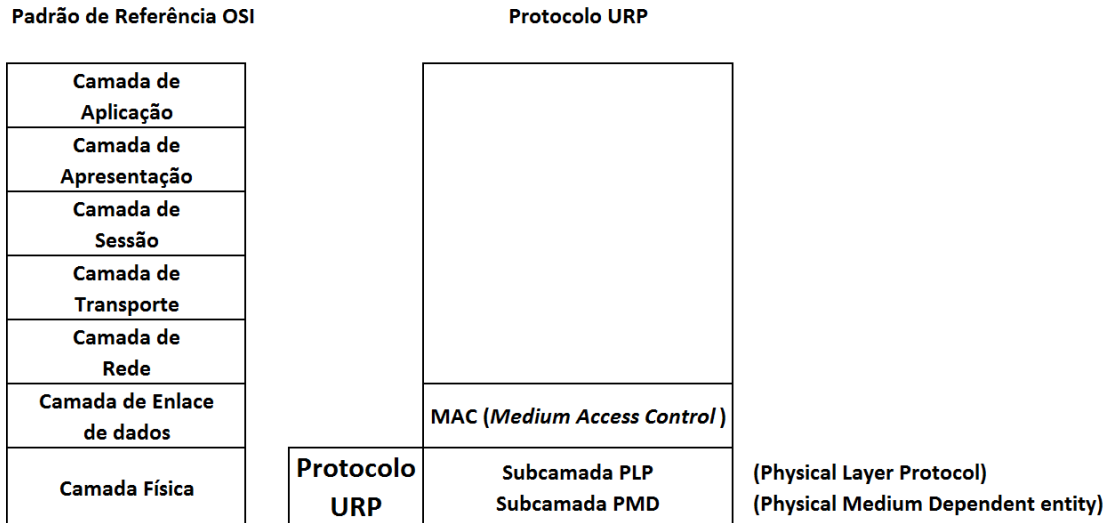 Padrão de Referência OSI
Protocolo URP
Camada de
Aplicação
Camada de
Apresentação
Camada de
Sessão
Camada de
Transporte
Camada de
Rede
Camada de Enlace
de dados
MAC (Medium Access Control)
Camada Física
Protocolo
URP
Subcamada PLP
Subcamada PMD
(Physical Layer Protocol)
(Physical Medium Dependent entity)